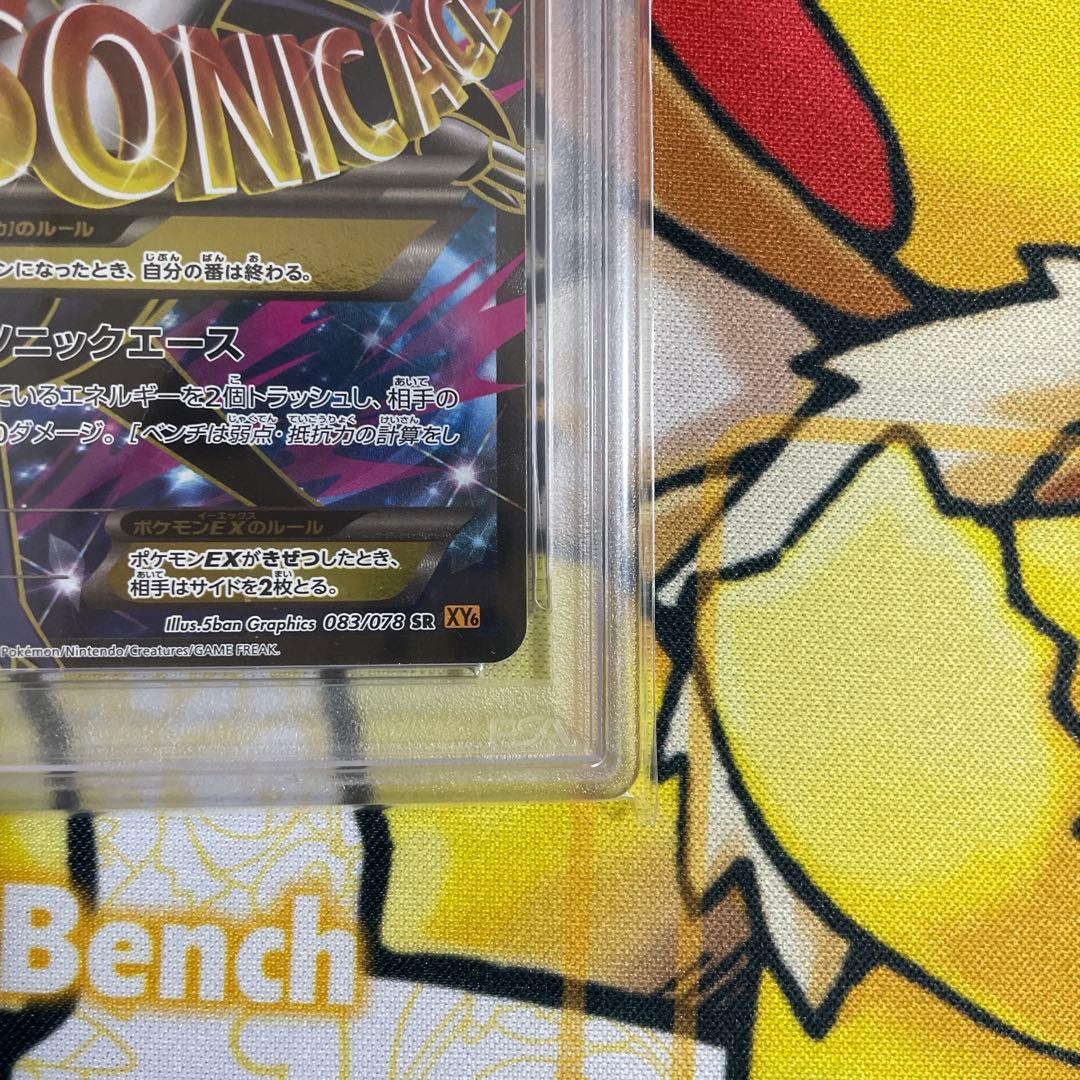 SONIC ACE
]のルール
ンになったとき、自分の番は終わる。
ソニックエース
ているエネルギーを2個トラッシュし、相手の
0ダメージ。[ベンチは弱点・抵抗力の計算をし
ポケモンEXのルール
ポケモンEXがきぜつしたとき、
相手はサイドを2枚とる。
Illus.5ban Graphics 083/078 SR XY6
Pokémon/Nintendo/Creatures/GAME FREAK.
PSA
Bench